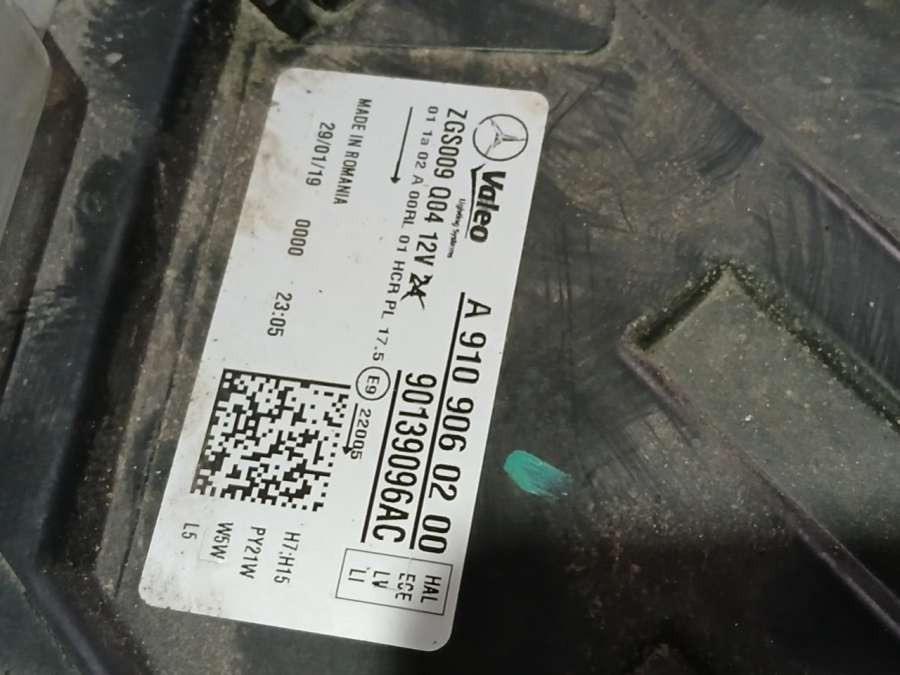 Valeo
Lighting Systems
A 910 906 02 00
ZGS009 Q04 12V 24
90139096AC
01 1a 02 A 00RL 01 HCR PL 17.5 E9 22005
HAL
ECE
LV
LI
MADE IN ROMANIA
29/01/19 0000 23:05
H7:H15
PY21W
W5W
L5